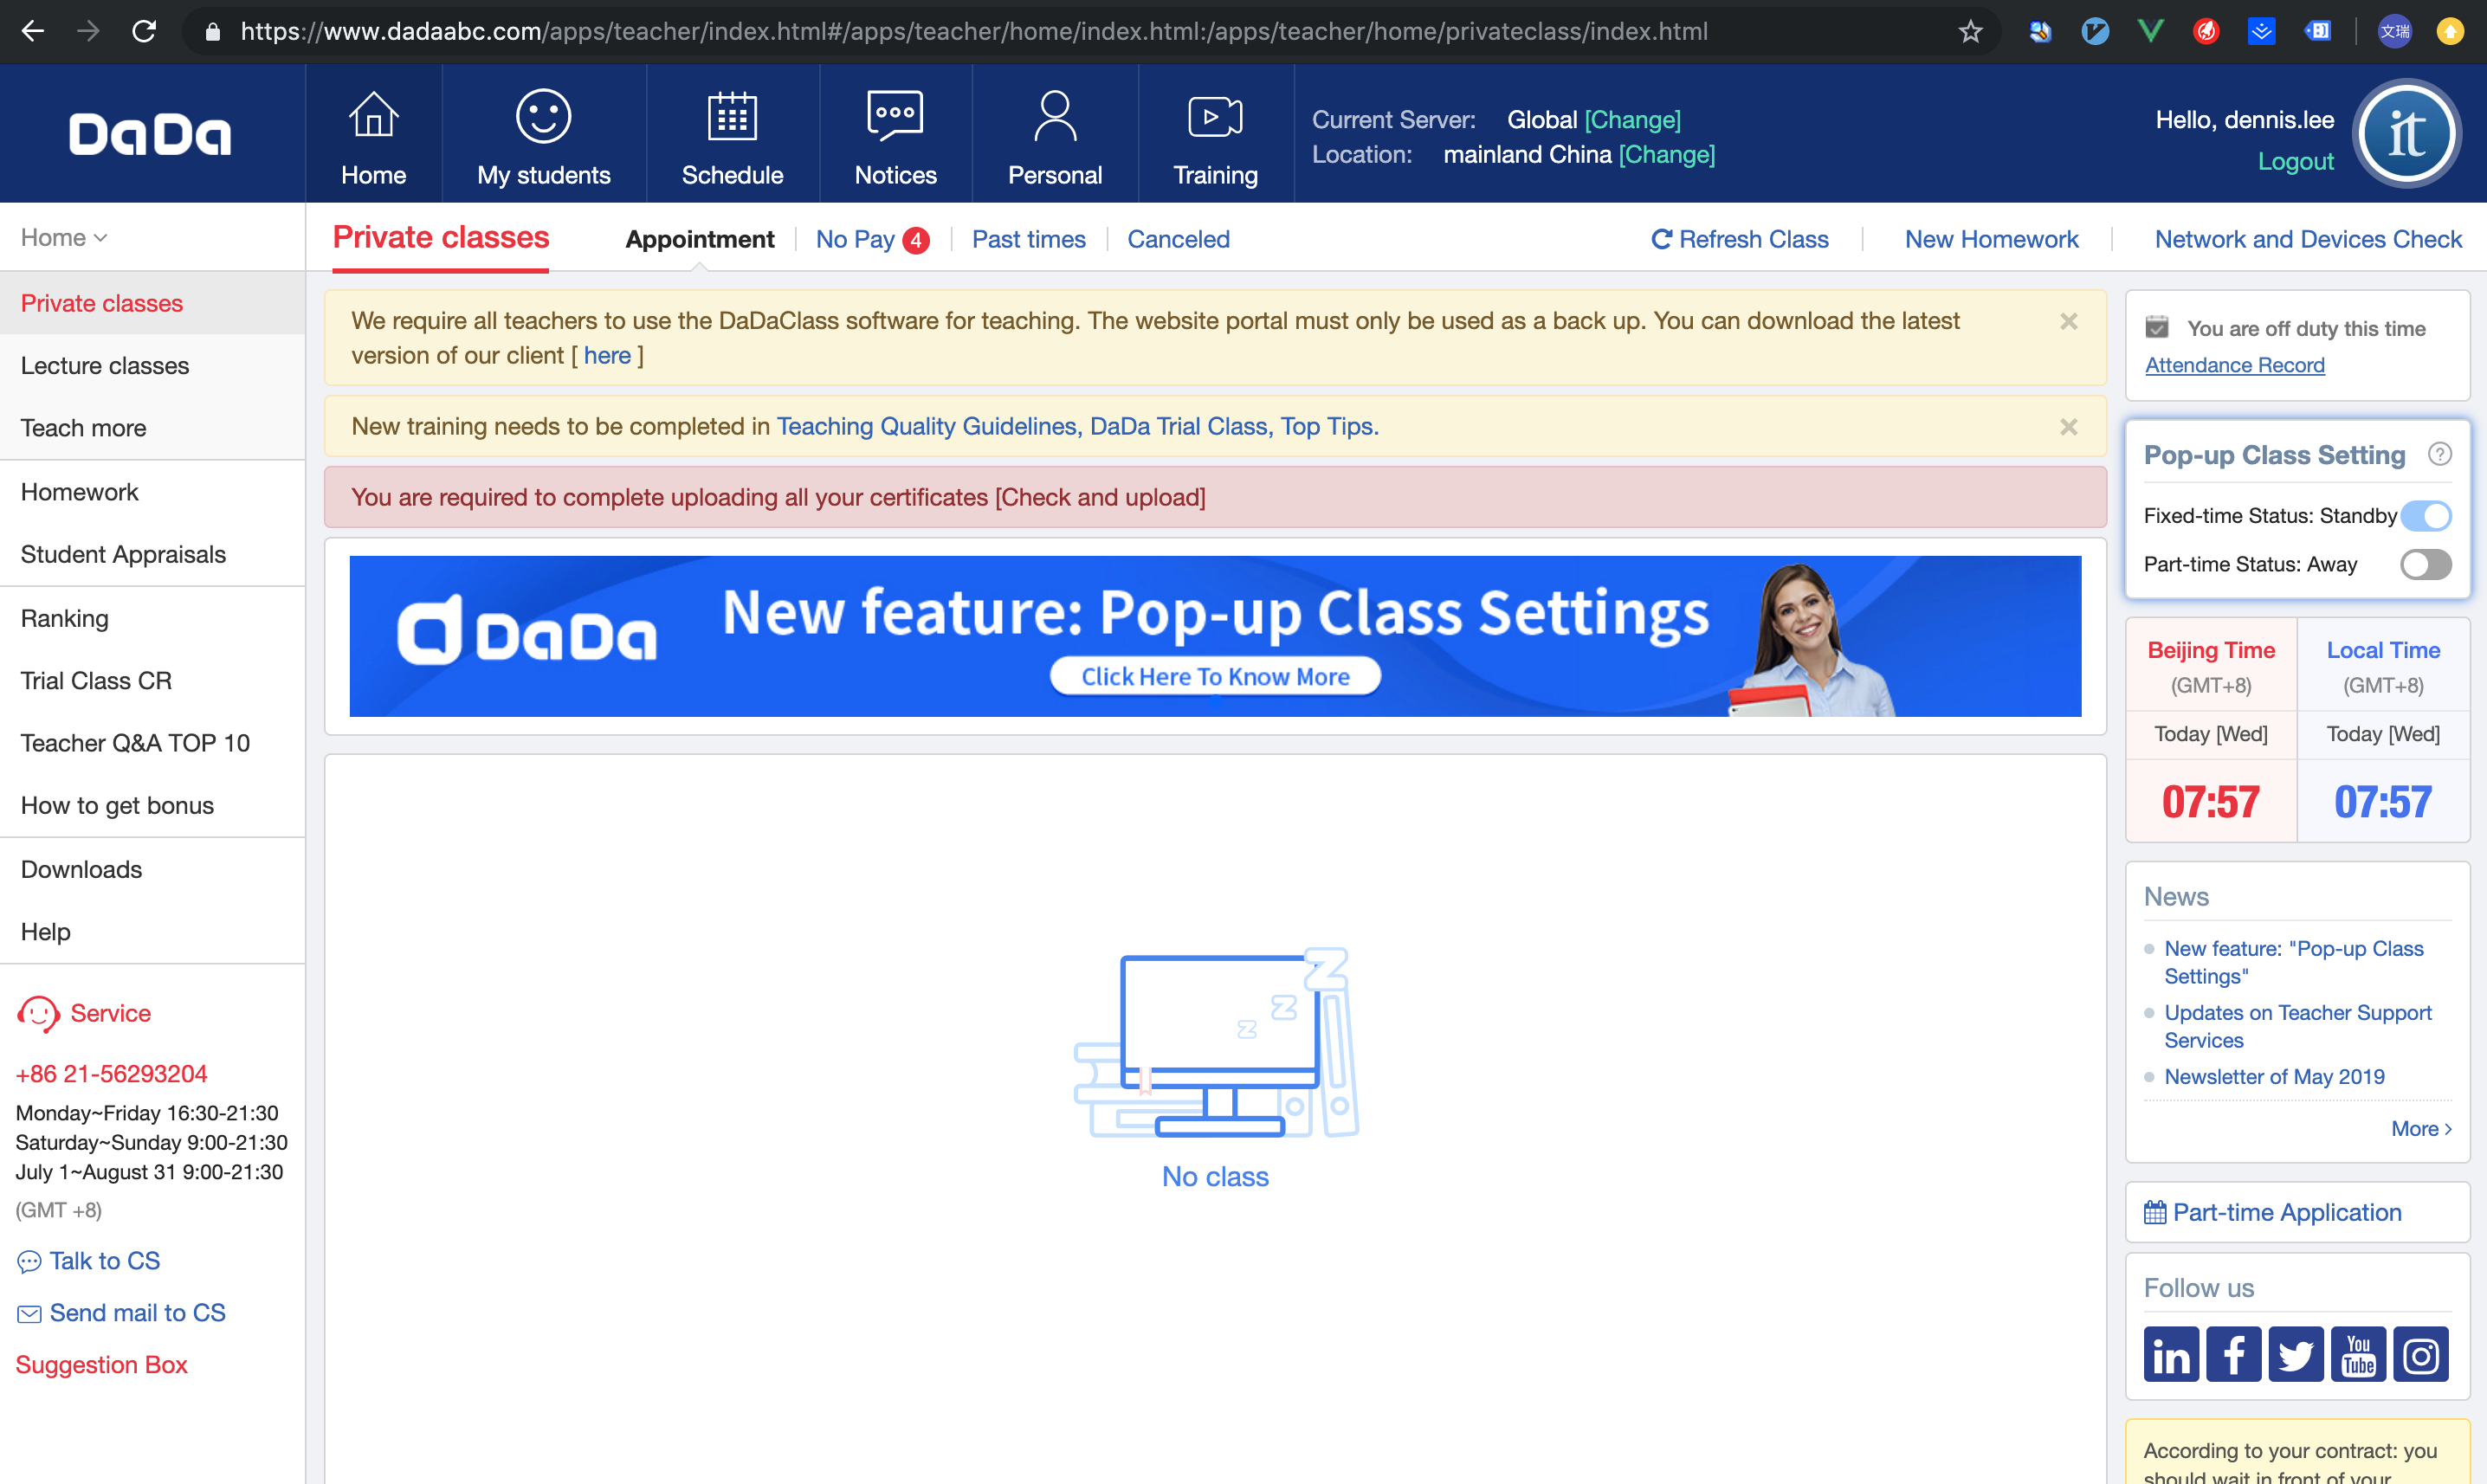 https://www.dadaabc.com/apps/teacher/index.html#/apps/teacher/home/index.html:/apps/teacher/home/privateclass/index.html
文瑞
DaDa
Home
My students
Schedule
Notices
Personal
Training
Current Server: Global [Change]
Location: mainland China [Change]
Hello, dennis.lee
Logout
it
Home
Private classes
Appointment
No Pay 4
Past times
Canceled
Refresh Class
New Homework
Network and Devices Check
Private classes
Lecture classes
Teach more
Homework
Student Appraisals
Ranking
Trial Class CR
Teacher Q&A TOP 10
How to get bonus
Downloads
Help
Service
+86 21-56293204
Monday~Friday 16:30-21:30
Saturday~Sunday 9:00-21:30
July 1~August 31 9:00-21:30
(GMT +8)
Talk to CS
Send mail to CS
Suggestion Box
We require all teachers to use the DaDaClass software for teaching. The website portal must only be used as a back up. You can download the latest
version of our client [ here ]
New training needs to be completed in Teaching Quality Guidelines, DaDa Trial Class, Top Tips.
You are required to complete uploading all your certificates [Check and upload]
DaDa
New feature: Pop-up Class Settings
Click Here To Know More
No class
You are off duty this time
Attendance Record
Pop-up Class Setting ?
Fixed-time Status: Standby
Part-time Status: Away
Beijing Time
(GMT+8)
Today [Wed]
07:57
Local Time
(GMT+8)
Today [Wed]
07:57
News
New feature: "Pop-up Class
Settings"
Updates on Teacher Support
Services
Newsletter of May 2019
More >
Part-time Application
Follow us
in
f
You
Tube
According to your contract: you
should wait in front of your